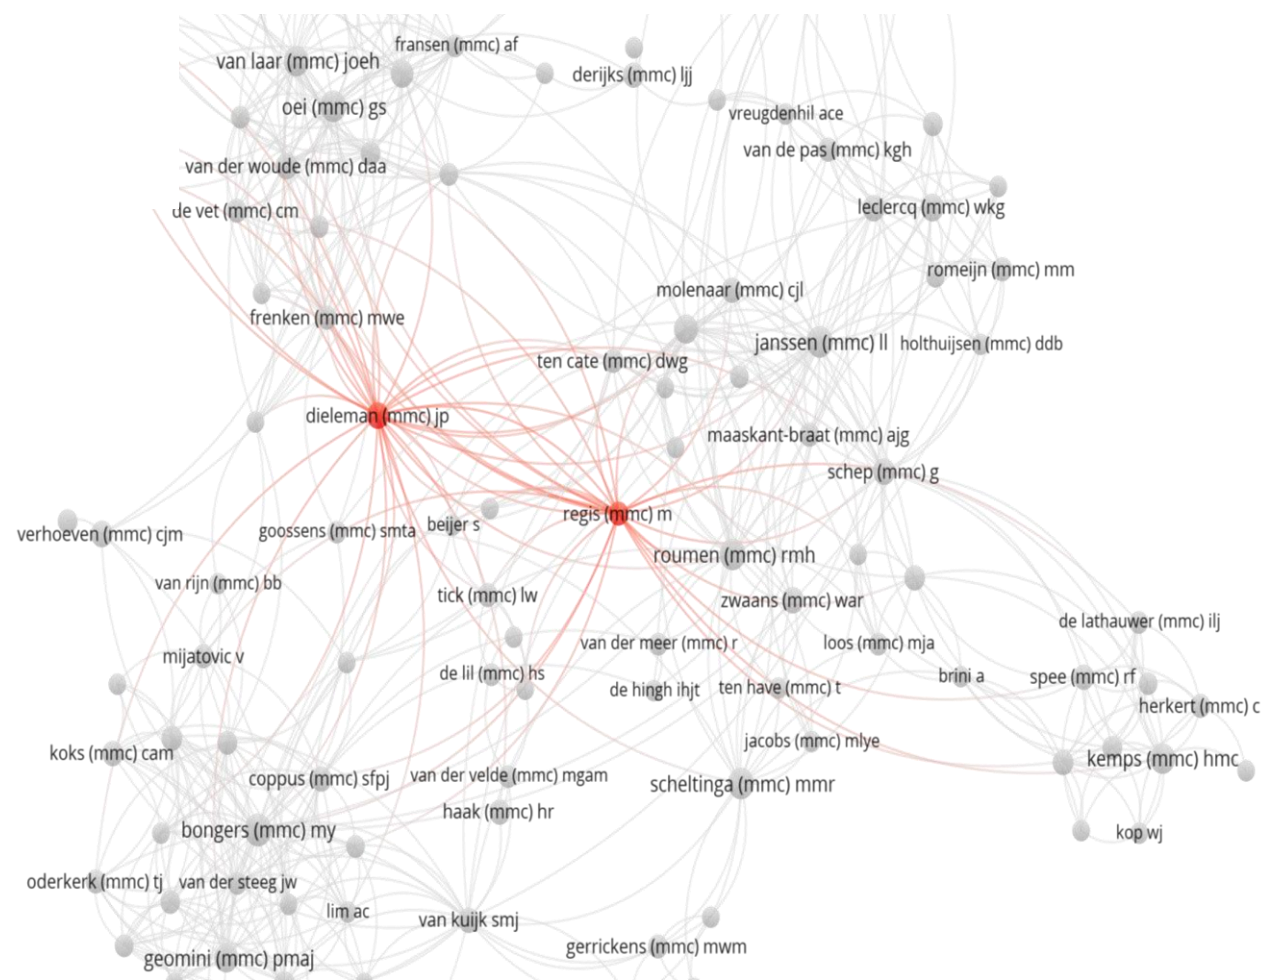 fransen (mmc) af
van laar (mmc) joeh
derijks (mmc) ljj
oei (mmc) gs
vreugdenhil ace
van de pas (mmc) kgh
van der woude (mmc) daa
de vet (mmc) cm
leclercq (mmc) wkg
romeijn (mmc) mm
molenaar (mmc) cjl
frenken (mmc) mwe
janssen (mmc) ll
holthuijsen (mmc) ddb
ten cate (mmc) dwg
dieleman (mmc) jp
maaskant-braat (mmc) ajg
schep (mmc) g
regis (mmc) m
beijer s
goossens (mmc) smta
verhoeven (mmc) cjm
roumen (mmc) rmh
van rijn (mmc) bb
tick (mmc) lw
zwaans (mmc) war
de lathauwer (mmc) ilj
van der meer (mmc) r
loos (mmc) mja
mijatovic v
de lil (mmc) hs
brini a
spee (mmc) rf
de hingh ihjt
ten have (mmc) t
herkert (mmc) c
jacobs (mmc) mlye
koks (mmc) cam
kemps (mmc) hmc
coppus (mmc) sfpj
van der velde (mmc) mgam
scheltinga (mmc) mmr
haak (mmc) hr
bongers (mmc) my
kop wj
oderkerk (mmc) tj
van der steeg jw
lim ac
van kuijk smj
gerrickens (mmc) mwm
geomini (mmc) pmaj